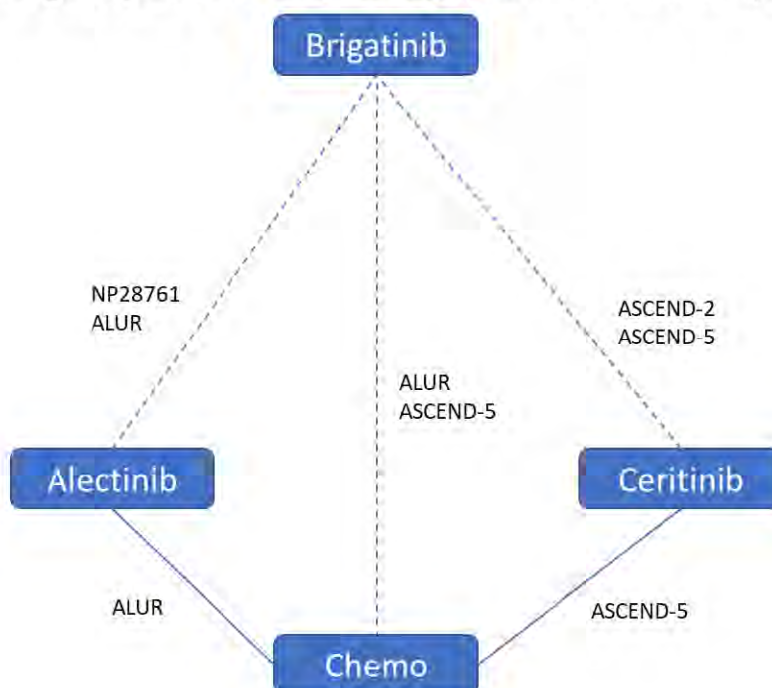 Brigatinib
NP28761
ALUR
ASCEND-2
ASCEND-5
ALUR
ASCEND-5
Alectinib
Ceritinib
ALUR
ASCEND-5
Chemo